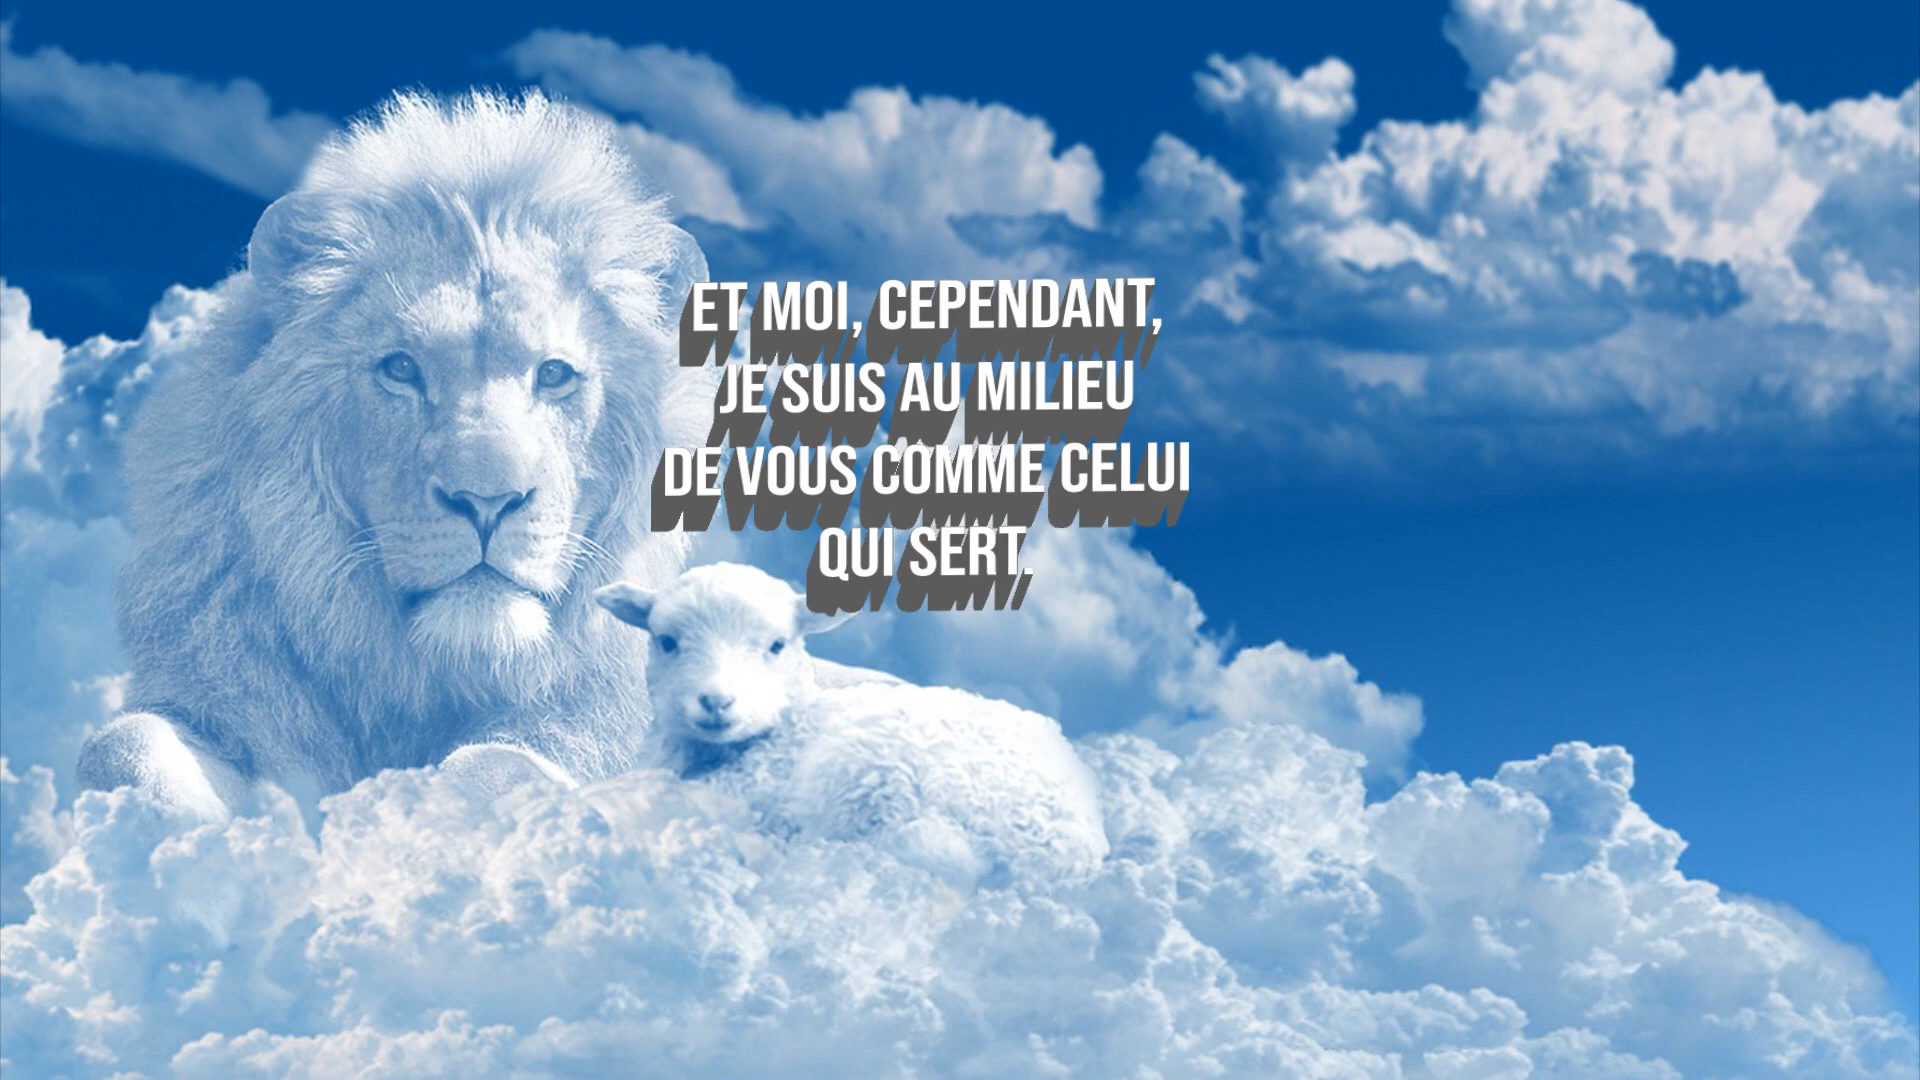 ET MOI, CEPENDANT,
JE SUIS AU MILIEU
DE VOUS COMME CELUI
QUI SERT.